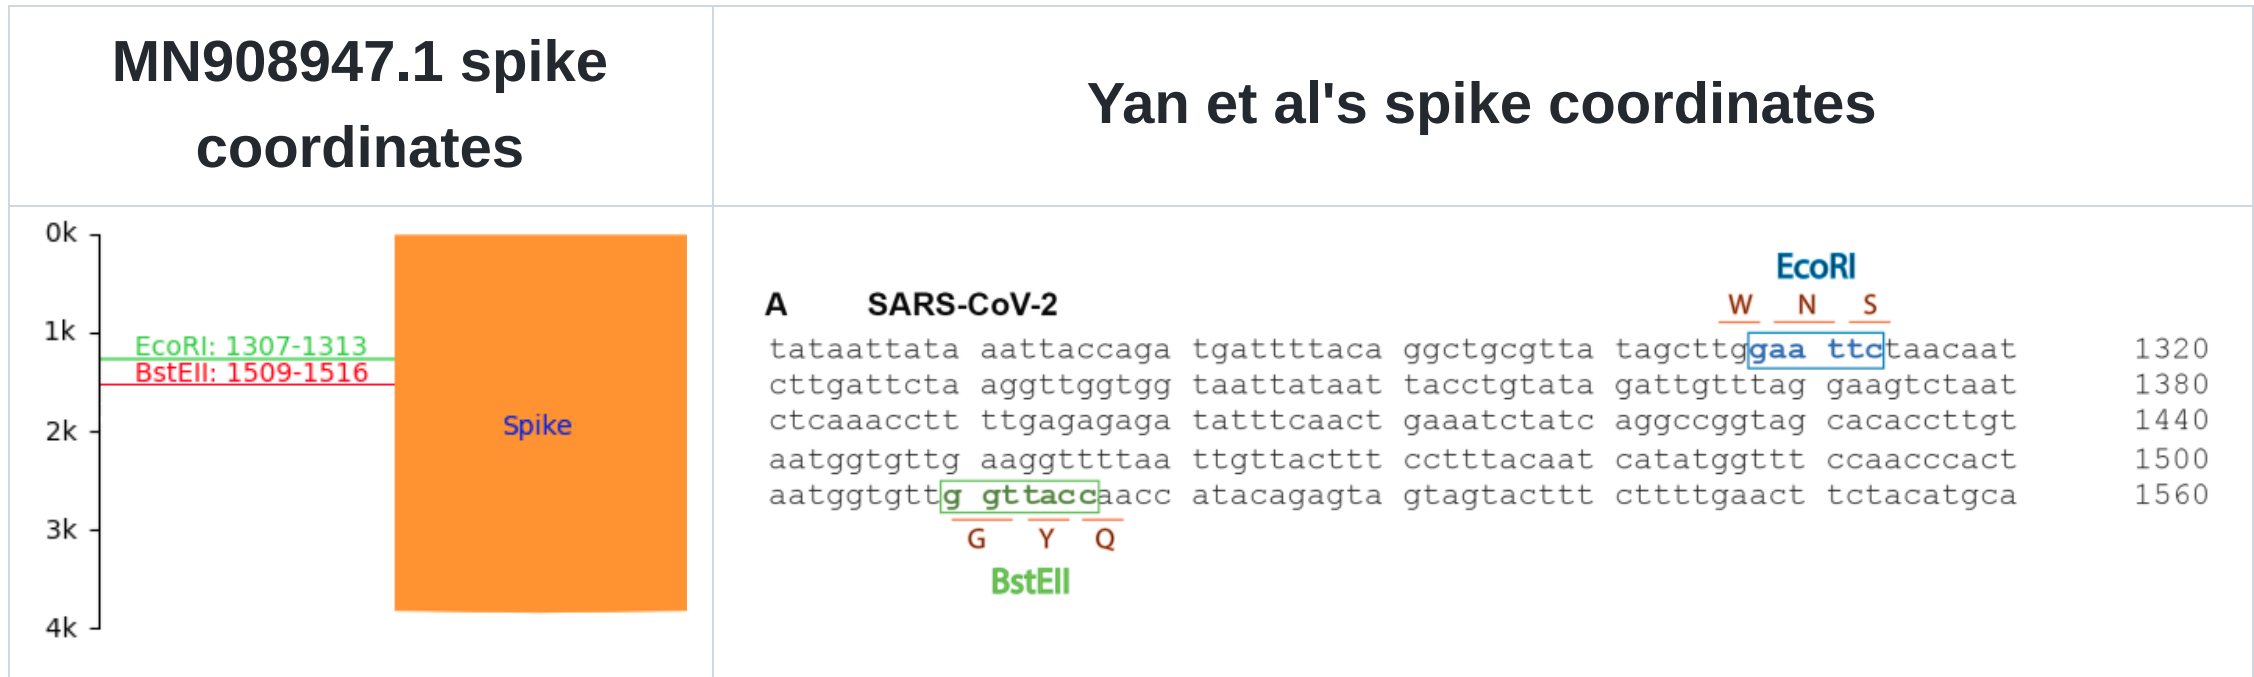 MN908947.1 spike
coordinates
Yan et al's spike coordinates
0k
1k
EcoRI: 1307-1313
BstEII: 1509-1516
2k
Spike
3k
4k
EcoRI
A SARS-CoV-2
W N S
tataattata aattaccaga tgattttaca ggctgcgtta tagcttggaa ttctaacaat 1320
cttgattcta aggttggtgg taattataat tacctgtata gattgtttag gaagtctaat 1380
ctcaaacctt ttgagagaga tatttcaact gaaatctatc aggccggtag cacaccttgt 1440
aatggtgttg aaggttttaa ttgttacttt cctttacaat catatggttt ccaacccact 1500
aatggtgttg gttaccaacc atacagagta gtagtacttt cttttgaact tctacatgca 1560
G Y Q
BstEII